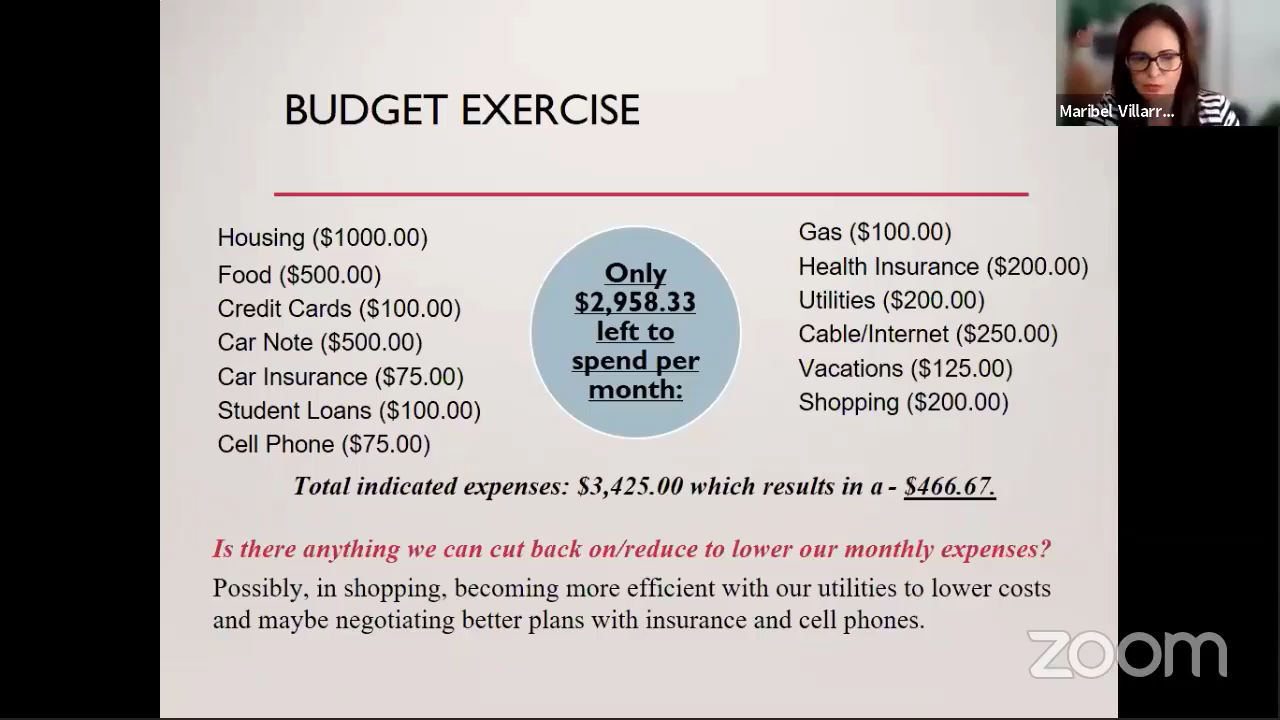 BUDGET EXERCISE
Maribel Villarr...
Housing ($1000.00)
Food ($500.00)
Credit Cards ($100.00)
Car Note ($500.00)
Car Insurance ($75.00)
Student Loans ($100.00)
Cell Phone ($75.00)
Only
$2,958.33
left to
spend per
month:
Gas ($100.00)
Health Insurance ($200.00)
Utilities ($200.00)
Cable/Internet ($250.00)
Vacations ($125.00)
Shopping ($200.00)
Total indicated expenses: $3,425.00 which results in a - $466.67.
Is there anything we can cut back on/reduce to lower our monthly expenses?
Possibly, in shopping, becoming more efficient with our utilities to lower costs
and maybe negotiating better plans with insurance and cell phones.
zoom